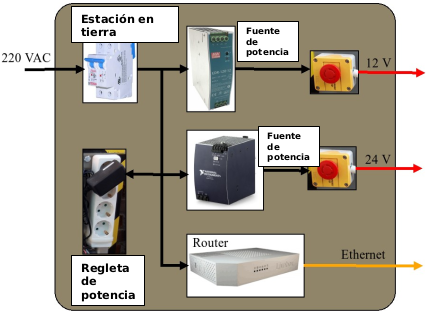 Estación en
tierra
Fuente
de
potencia
220 VAC
12 V
Fuente
de
potencia
24 V
Router
Ethernet
Regleta
de
potencia